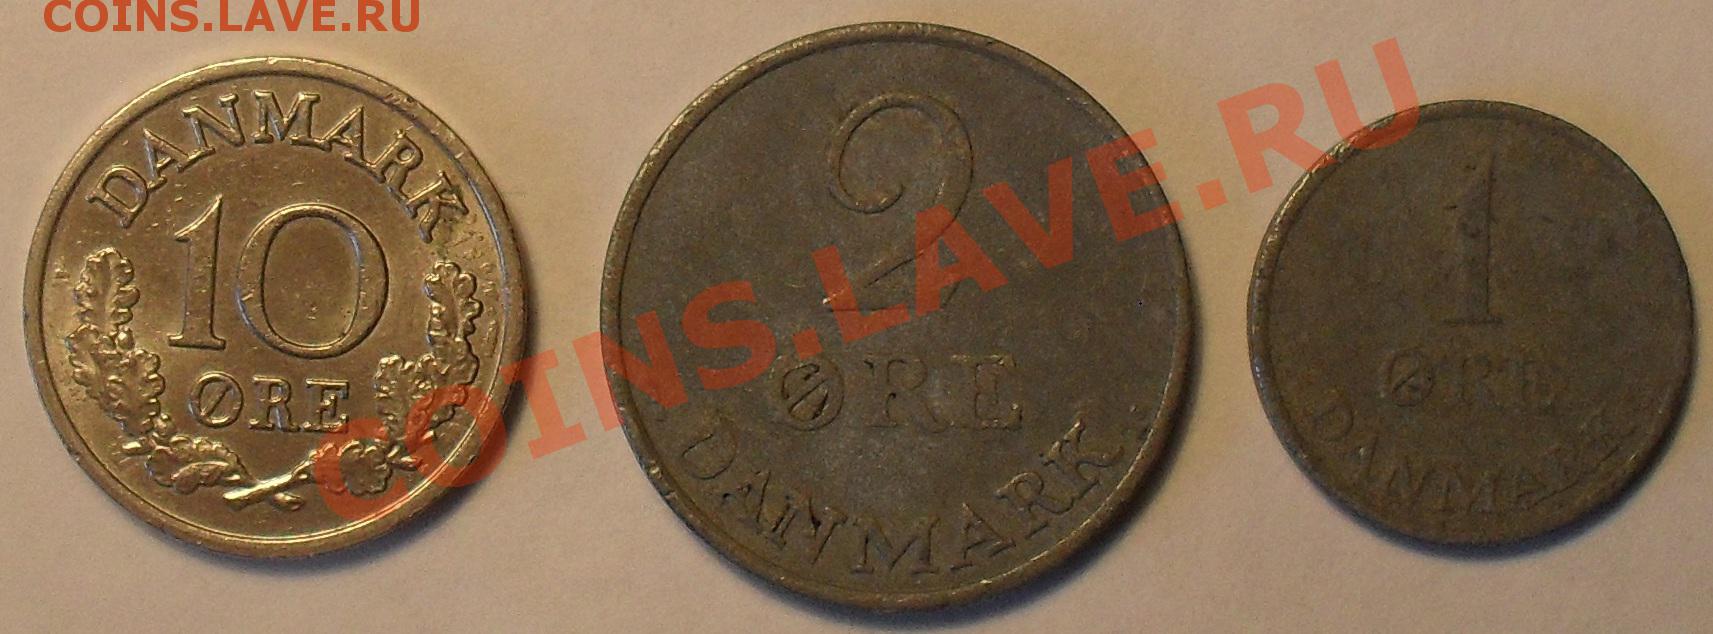 COINS.LAVE.RU
DANMARK
10
ØRE
2
ØRE
DANMARK
1
ØRE
DANMARK
COINS.LAVE.RU